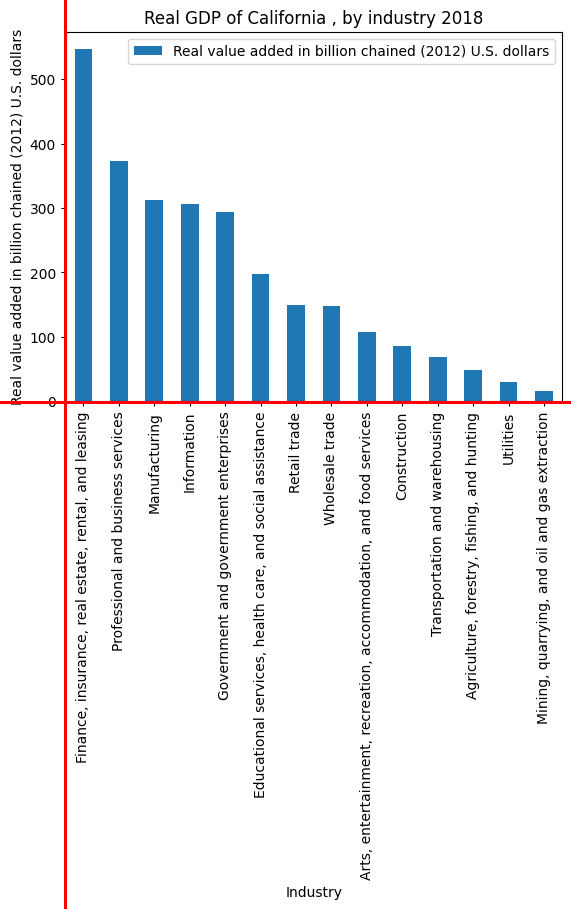 Real GDP of California , by industry 2018
Real value added in billion chained (2012) U.S. dollars
Real value added in billion chained (2012) U.S. dollars
500
400
300
200
100
0
Finance, insurance, real estate, rental, and leasing
Professional and business services
Manufacturing
Information
Government and government enterprises
Educational services, health care, and social assistance
Retail trade
Wholesale trade
Arts, entertainment, recreation, accommodation, and food services
Construction
Transportation and warehousing
Agriculture, forestry, fishing, and hunting
Utilities
Mining, quarrying, and oil and gas extraction
Industry